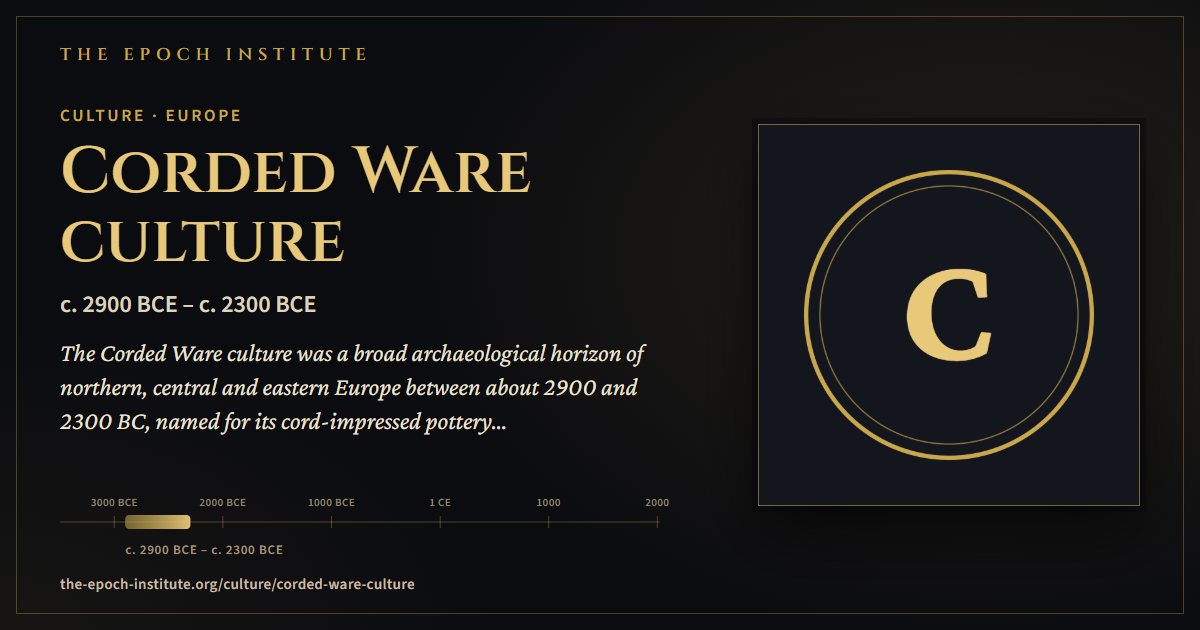 THE EPOCH INSTITUTE
CULTURE · EUROPE
CORDED WARE
CULTURE
c. 2900 BCE – c. 2300 BCE
The Corded Ware culture was a broad archaeological horizon of
northern, central and eastern Europe between about 2900 and
2300 BC, named for its cord-impressed pottery...
C
3000 BCE 2000 BCE 1000 BCE 1 CE 1000 2000
c. 2900 BCE – c. 2300 BCE
the-epoch-institute.org/culture/corded-ware-culture